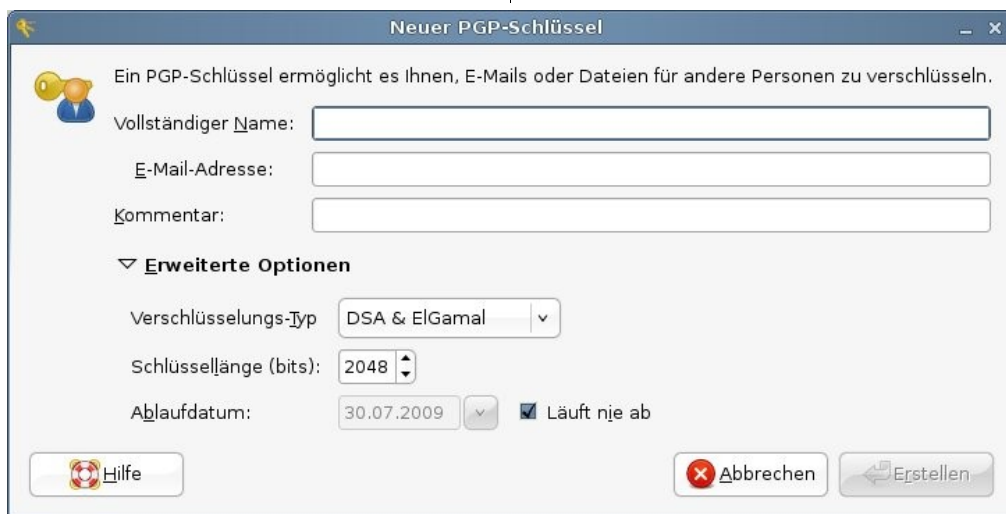 Neuer PGP-Schlüssel
Ein PGP-Schlüssel ermöglicht es Ihnen, E-Mails oder Dateien für andere Personen zu verschlüsseln.
Vollständiger Name:
E-Mail-Adresse:
Kommentar:
Erweiterte Optionen
Verschlüsselungs-Typ DSA & ElGamal
Schlüssellänge (bits): 2048
Ablaufdatum: 30.07.2009 Läuft nie ab
Hilfe Abbrechen Erstellen